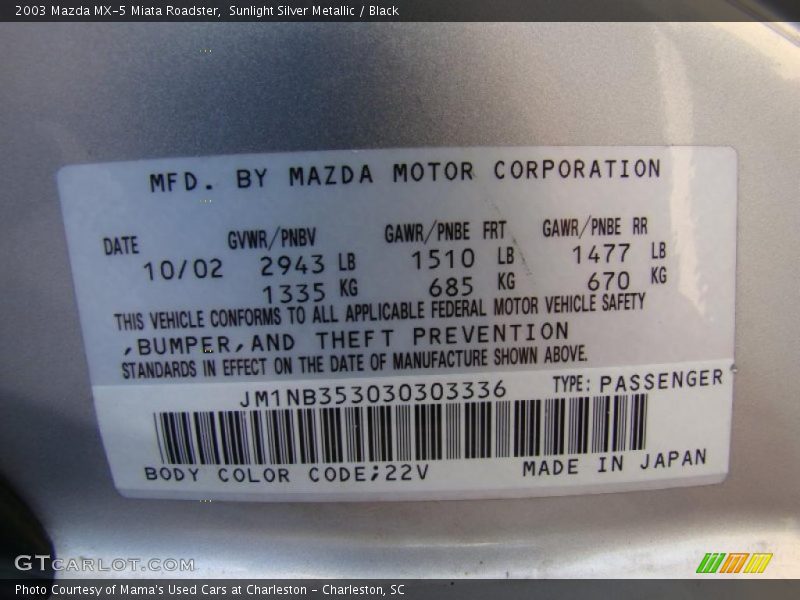 2003 Mazda MX-5 Miata Roadster,  Sunlight Silver Metallic / Black
MFD. BY MAZDA MOTOR CORPORATION
DATE GVWR/PNBV GAWR/PNBE FRT GAWR/PNBE RR
10/02 2943 LB 1510 LB 1477 LB
1335 KG 685 KG 670 KG
THIS VEHICLE CONFORMS TO ALL APPLICABLE FEDERAL MOTOR VEHICLE SAFETY
,BUMPER,AND THEFT PREVENTION
STANDARDS IN EFFECT ON THE DATE OF MANUFACTURE SHOWN ABOVE.
JM1NB353030303336 TYPE: PASSENGER
BODY COLOR CODE;22V MADE IN JAPAN
GTCARLOT.COM
Photo Courtesy of Mama's Used Cars at Charleston - Charleston, SC